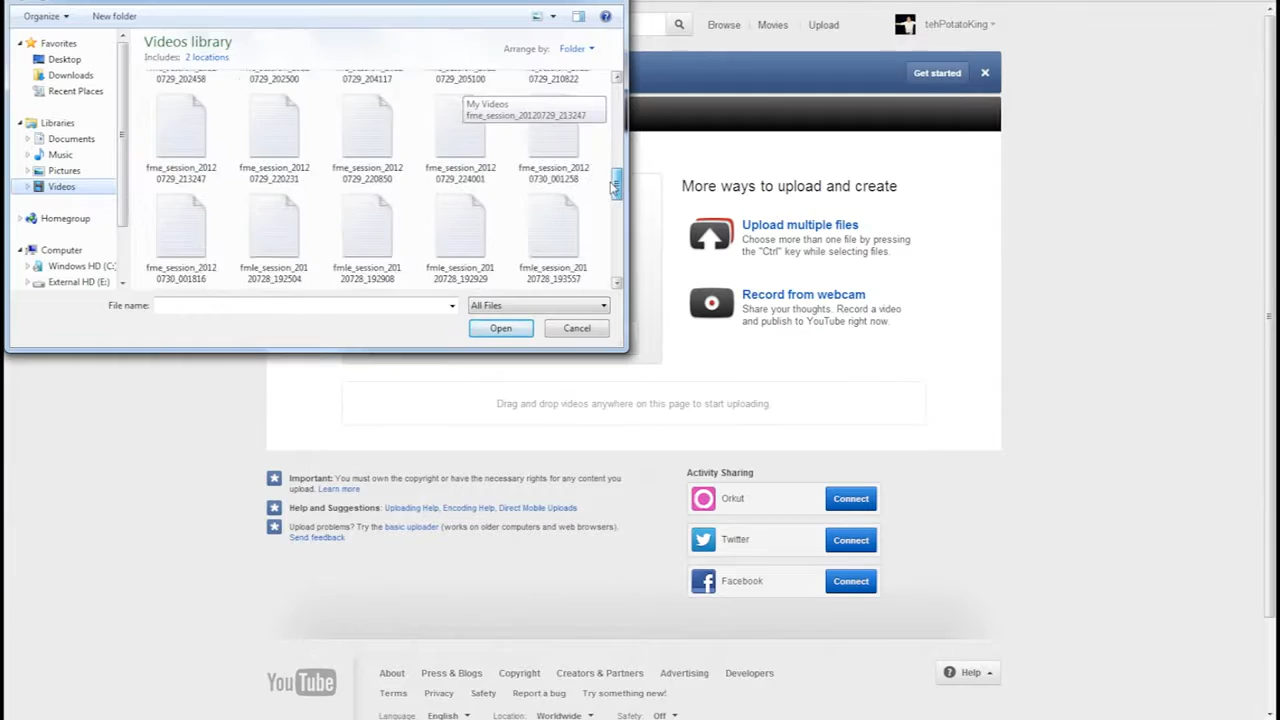 Organize New folder
Browse Movies Upload tehPotatoKing
Favorites
Desktop
Downloads
Recent Places
Libraries
Documents
Music
Pictures
Videos
Homegroup
Computer
Windows HD (C:)
External HD (E:)
Videos library
Includes: 2 locations
Arrange by: Folder
0729_202458 0729_202500 0729_204117 0729_205100 0729_210822
My Videos
fme_session_20120729_213247
fme_session_2012 fme_session_2012 fme_session_2012 fme_session_2012 fme_session_2012
0729_213247 0729_220231 0729_220850 0729_224001 0730_001258
fme_session_2012 fmle_session_201 fmle_session_201 fmle_session_201 fmle_session_201
0730_001816 20728_192504 20728_192908 20728_192929 20728_193557
File name: All Files
Open Cancel
Get started
More ways to upload and create
Upload multiple files
Choose more than one file by pressing
the "Ctrl" key while selecting files.
Record from webcam
Share your thoughts. Record a video
and publish to YouTube right now.
Drag and drop videos anywhere on this page to start uploading.
Important: You must own the copyright or have the necessary rights for any content you
upload. Learn more
Help and Suggestions: Uploading Help, Encoding Help, Direct Mobile Uploads
Upload problems? Try the basic uploader (works on older computers and web browsers).
Send feedback
Activity Sharing
Orkut Connect
Twitter Connect
Facebook Connect
YouTube
About Press & Blogs Copyright Creators & Partners Advertising Developers
Terms Privacy Safety Report a bug Try something new!
Language: English Location: Worldwide Safety: Off
Help